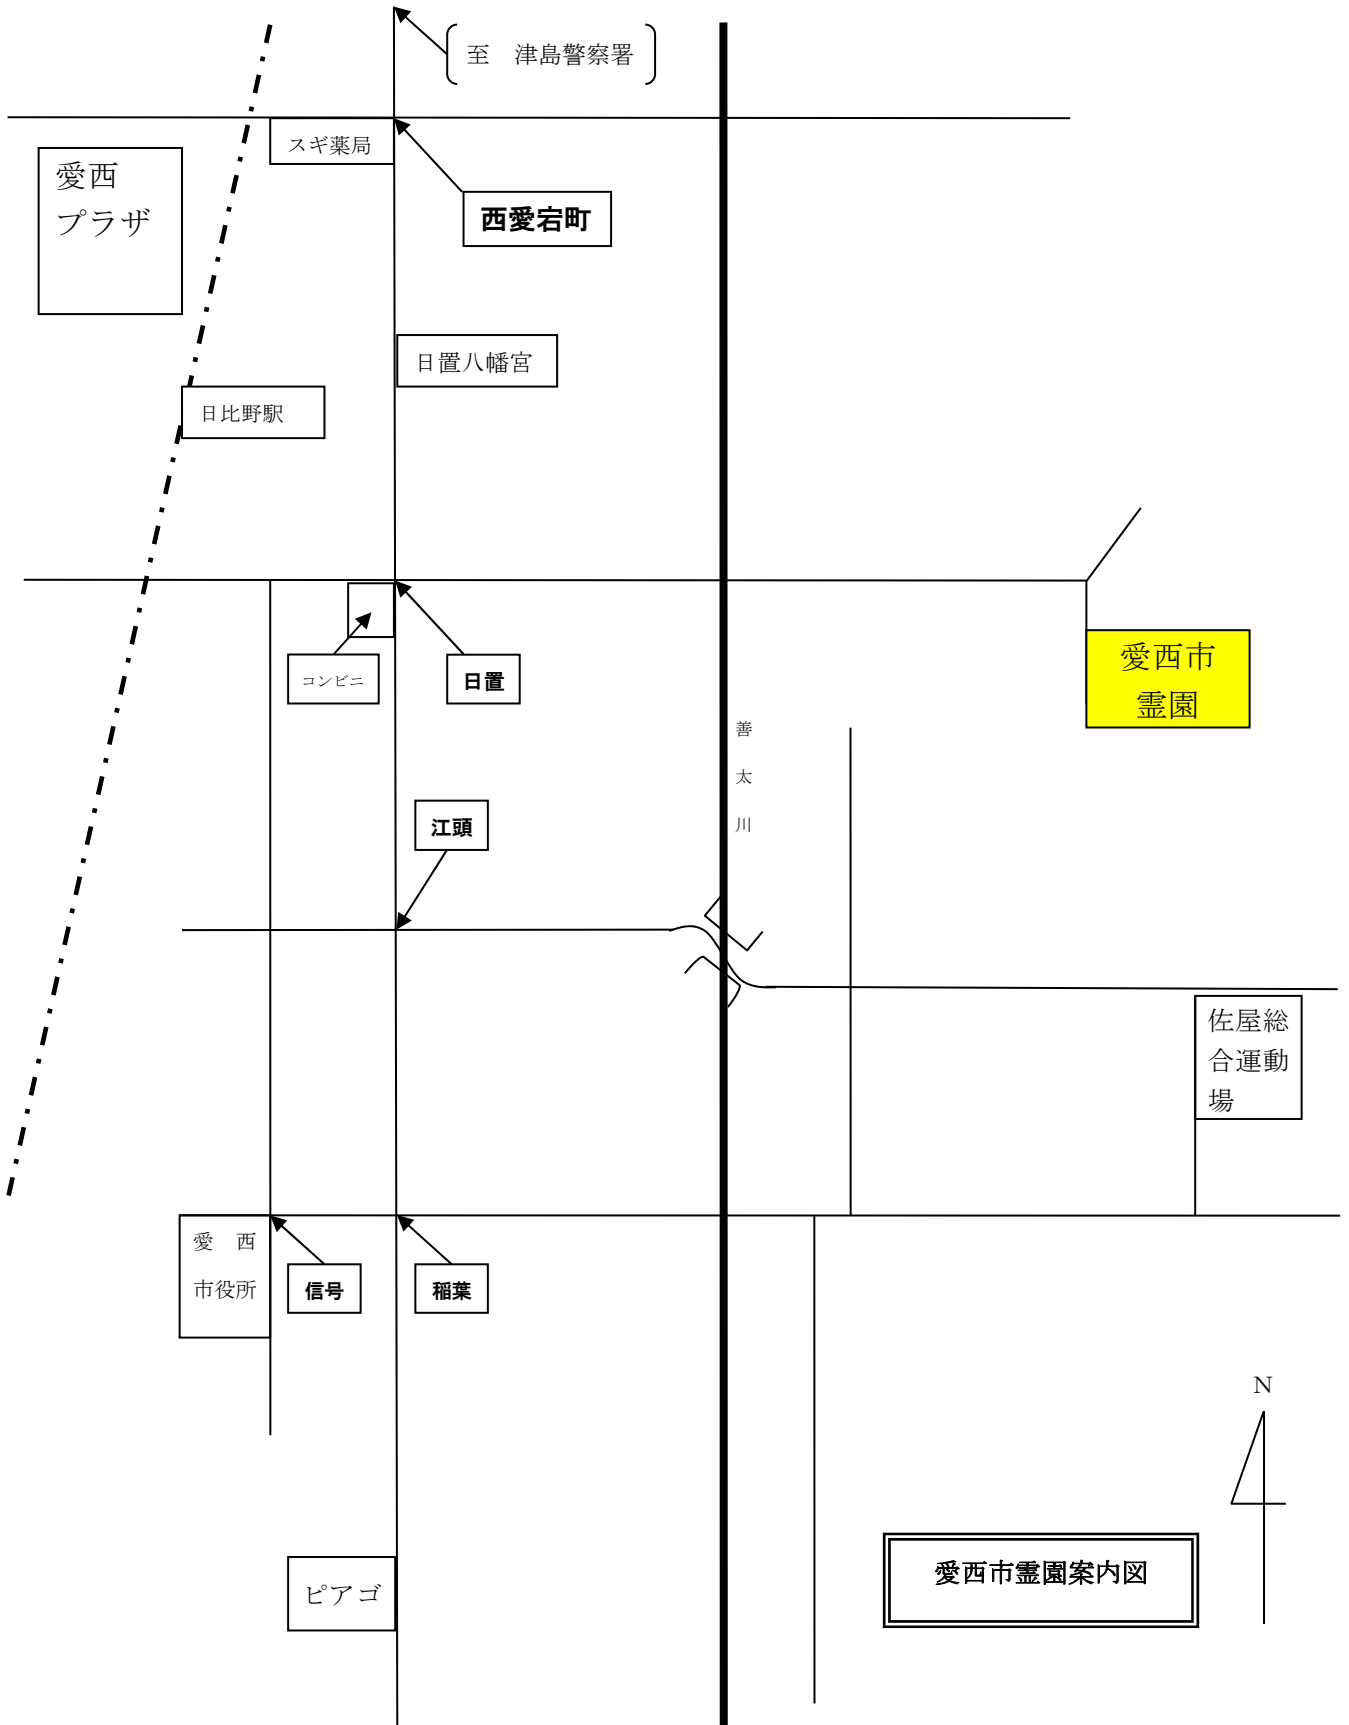 至　津島警察署
スギ薬局
愛西
プラザ
西愛宕町
日置八幡宮
日比野駅
愛西市
霊園
コンビニ
日置
善
太
川
江頭
佐屋総
合運動
場
愛　西
市役所
信号
稲葉
N
愛西市霊園案内図
ピアゴ